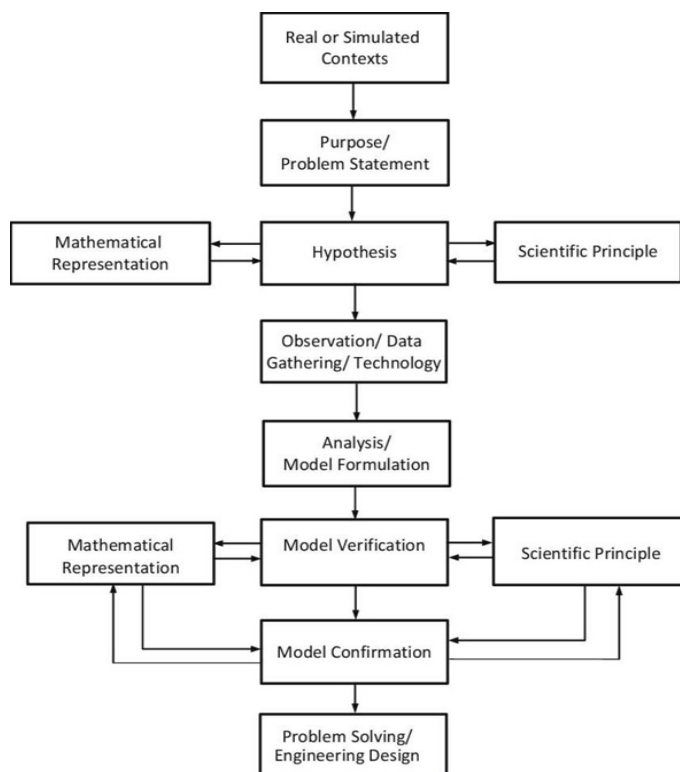 Real or Simulated
Contexts
Purpose/
Problem Statement
Mathematical
Representation
Hypothesis
Scientific Principle
Observation/ Data
Gathering/ Technology
Analysis/
Model Formulation
Mathematical
Representation
Model Verification
Scientific Principle
Model Confirmation
Problem Solving/
Engineering Design